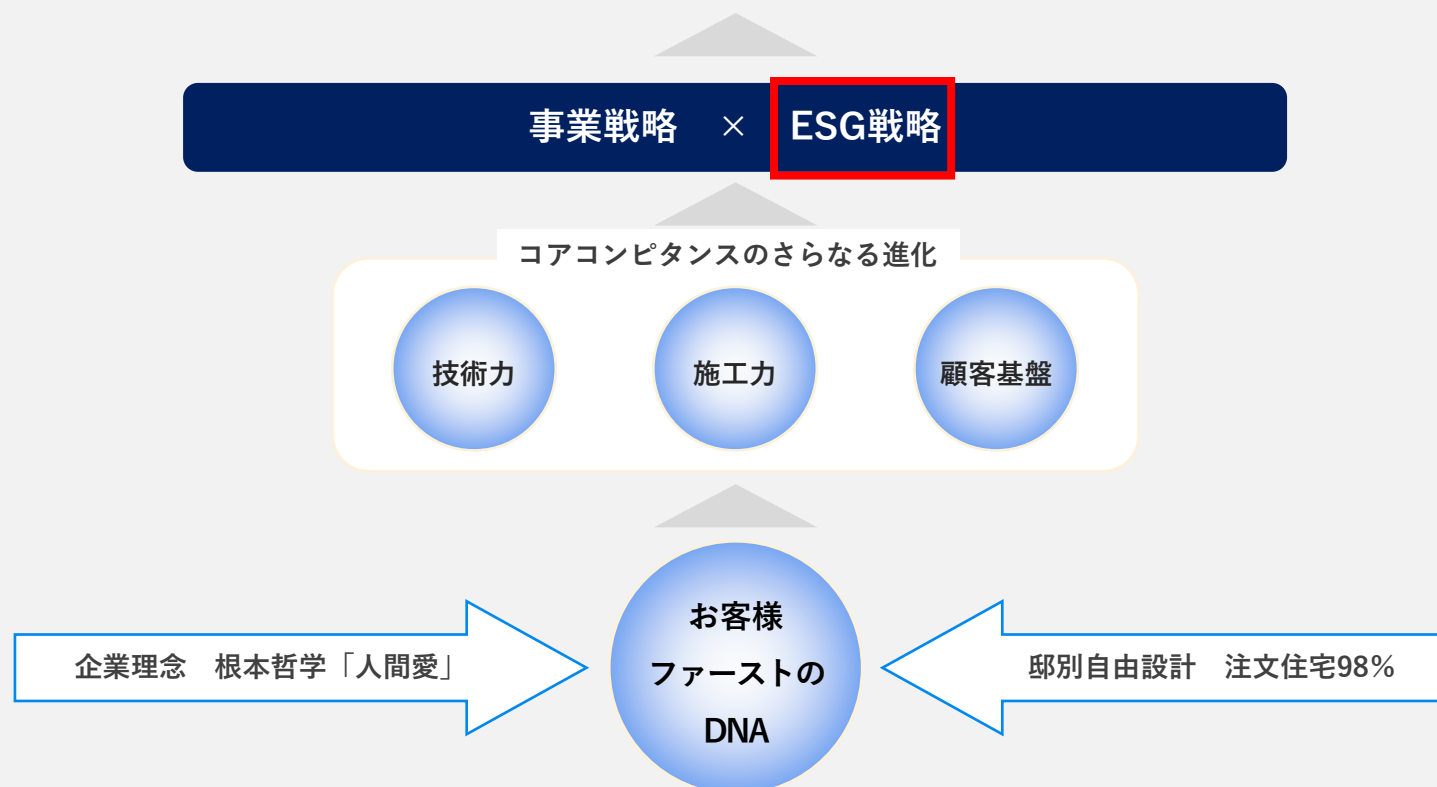 事業戦略 × ESG戦略
コアコンピタンスのさらなる進化
技術力
施工力
顧客基盤
お客様
ファーストの
DNA
企業理念 根本哲学「人間愛」
邸別自由設計 注文住宅98%